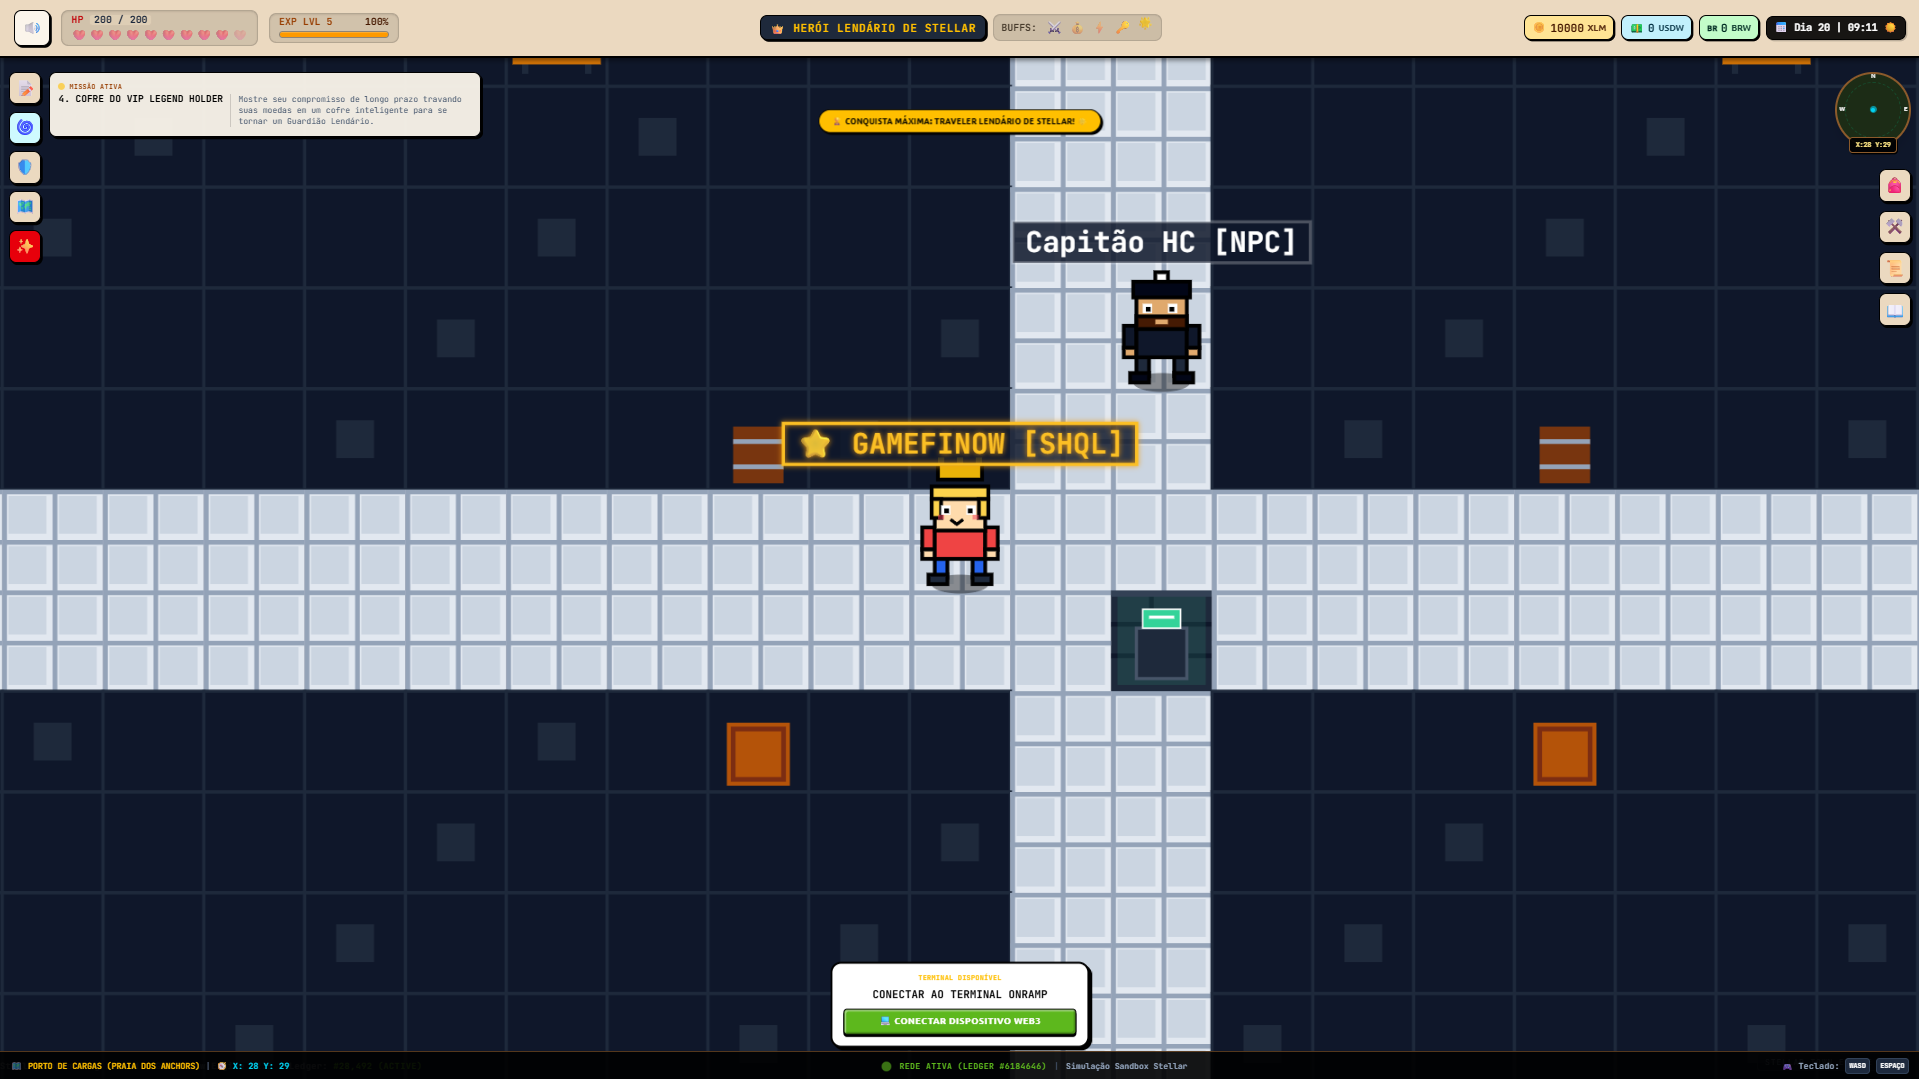 HP 200 / 200
EXP LVL 5 100%
HERÓI LENDÁRIO DE STELLAR
BUFFS:
10000 XLM
0 USDW
BR 0 BRW
Dia 20 | 09:11
MISSÃO ATIVA
4. COFRE DO VIP LEGEND HOLDER
Mostre seu compromisso de longo prazo travando
suas moedas em um cofre inteligente para se
tornar um Guardião Lendário.
CONQUISTA MÁXIMA: TRAVELER LENDÁRIO DE STELLAR!
N
W
E
X:28 Y:29
Capitão HC [NPC]
GAMEFINOW [SHQL]
TERMINAL DISPONÍVEL
CONECTAR AO TERMINAL ONRAMP
CONECTAR DISPOSITIVO WEB3
PORTO DE CARGAS (PRAIA DOS ANCHORS) | X: 28 Y: 29
REDE ATIVA (LEDGER #6184646) | Simulação Sandbox Stellar
Teclado: WASD ESPAÇO